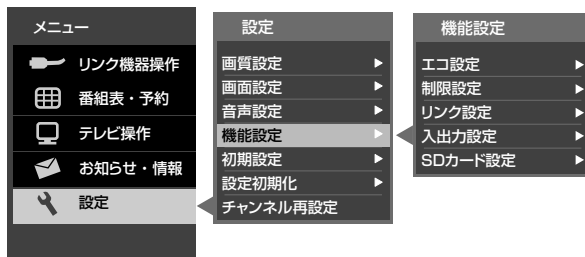 メニュー
リンク機器操作
番組表・予約
テレビ操作
お知らせ・情報
設定
設定
画質設定
画面設定
音声設定
機能設定
初期設定
設定初期化
チャンネル再設定
機能設定
エコ設定
制限設定
リンク設定
入出力設定
SDカード設定